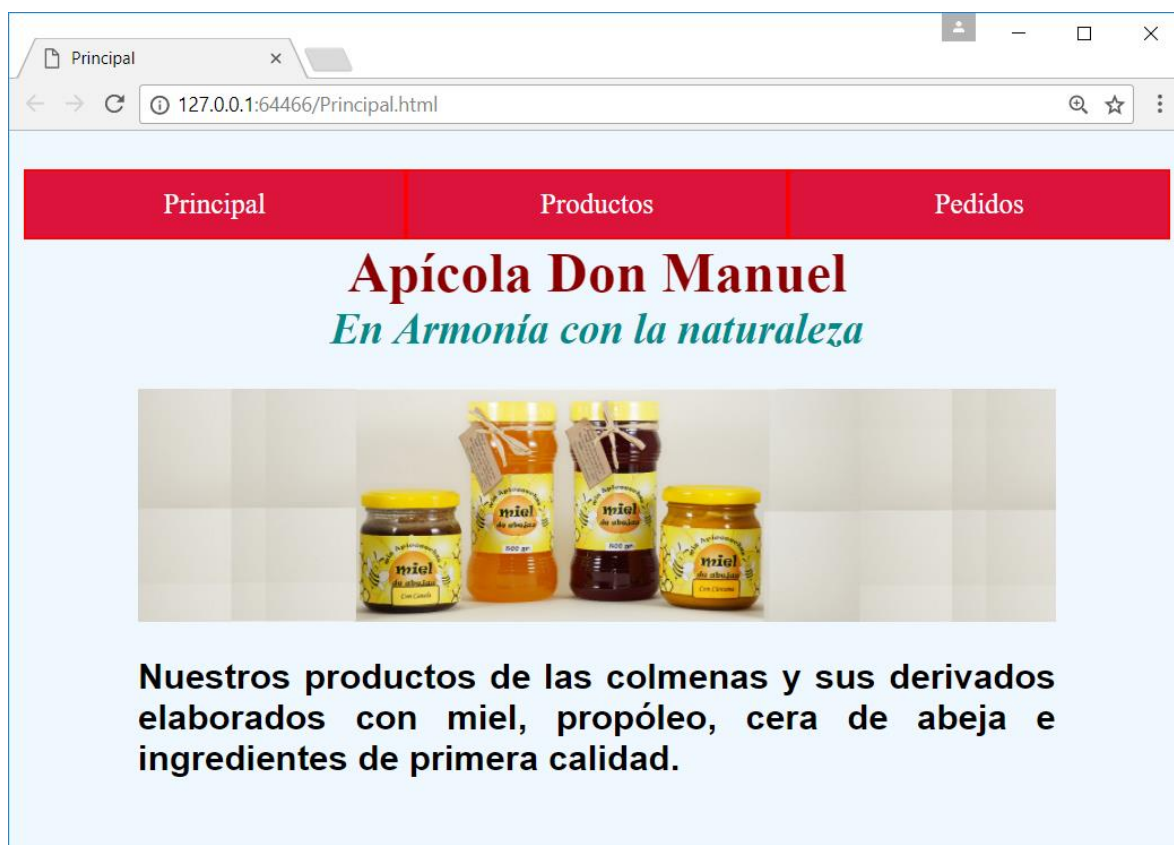 Principal
127.0.0.1:64466/Principal.html
Principal Productos Pedidos
Apícola Don Manuel
En Armonía con la naturaleza
miel
de abejas
500 gr.
miel
de abejas
500 gr.
miel
de abejas
Con Canela
miel
de abejas
Nuestros productos de las colmenas y sus derivados
elaborados con miel, propóleo, cera de abeja e
ingredientes de primera calidad.